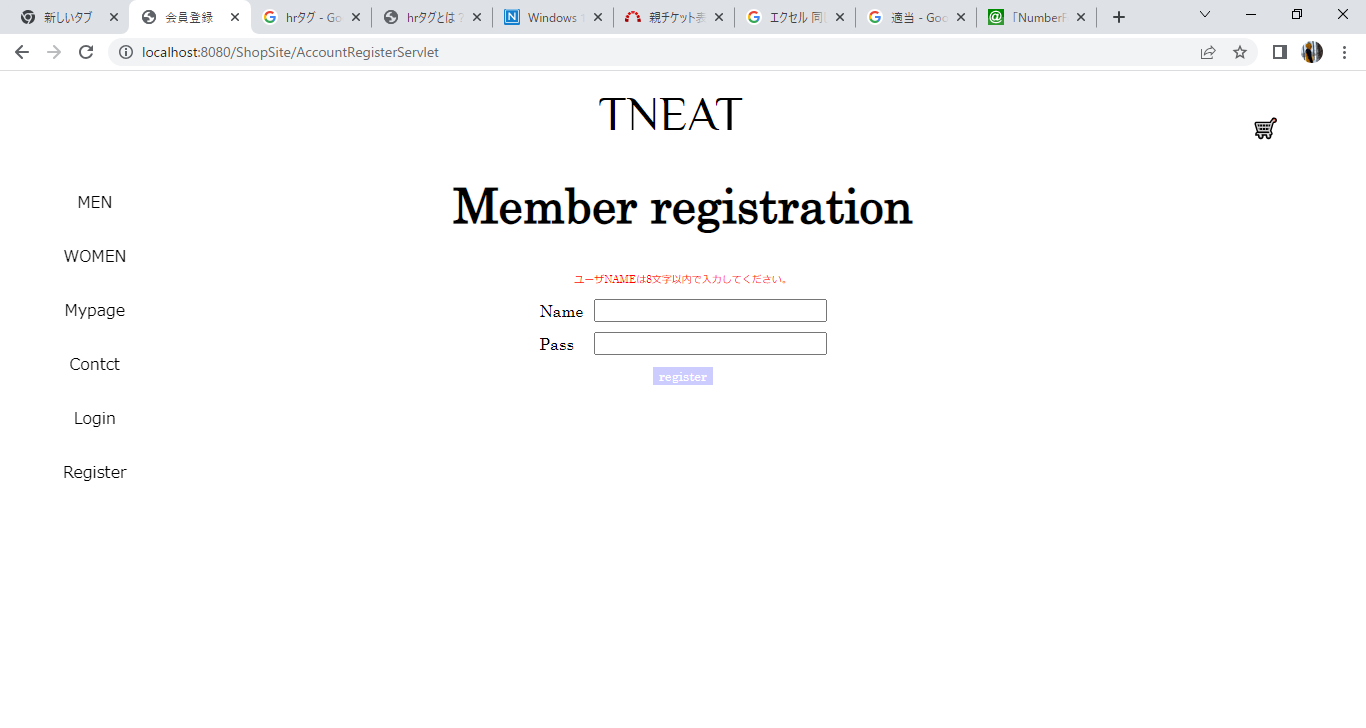 新しいタブ
会員登録
hrタグ - Go
hrタグとは？
Windows
親チケット表
エクセル 同
適当 - Goo
「NumberF
localhost:8080/ShopSite/AccountRegisterServlet
TNEAT
MEN
WOMEN
Mypage
Contct
Login
Register
Member registration
ユーザNAMEは8文字以内で入力してください。
Name
Pass
register